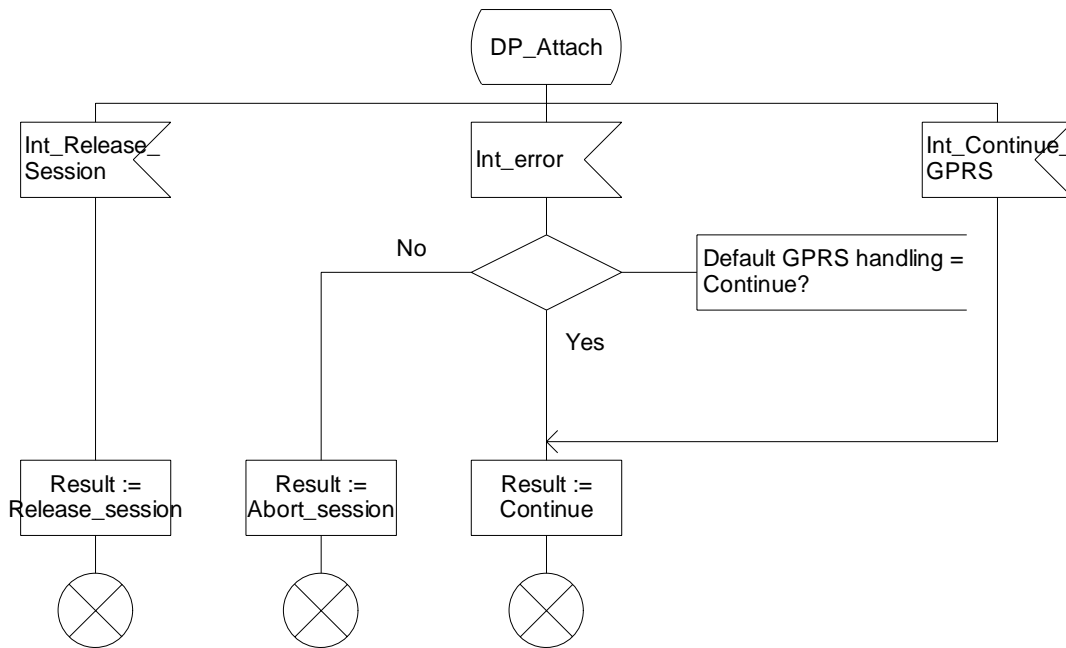 DP_Attach
Int_Release_
Session
Int_error
Int_Continue_
GPRS
No
Default GPRS handling =
Continue?
Yes
Result :=
Release_session
Result :=
Abort_session
Result :=
Continue